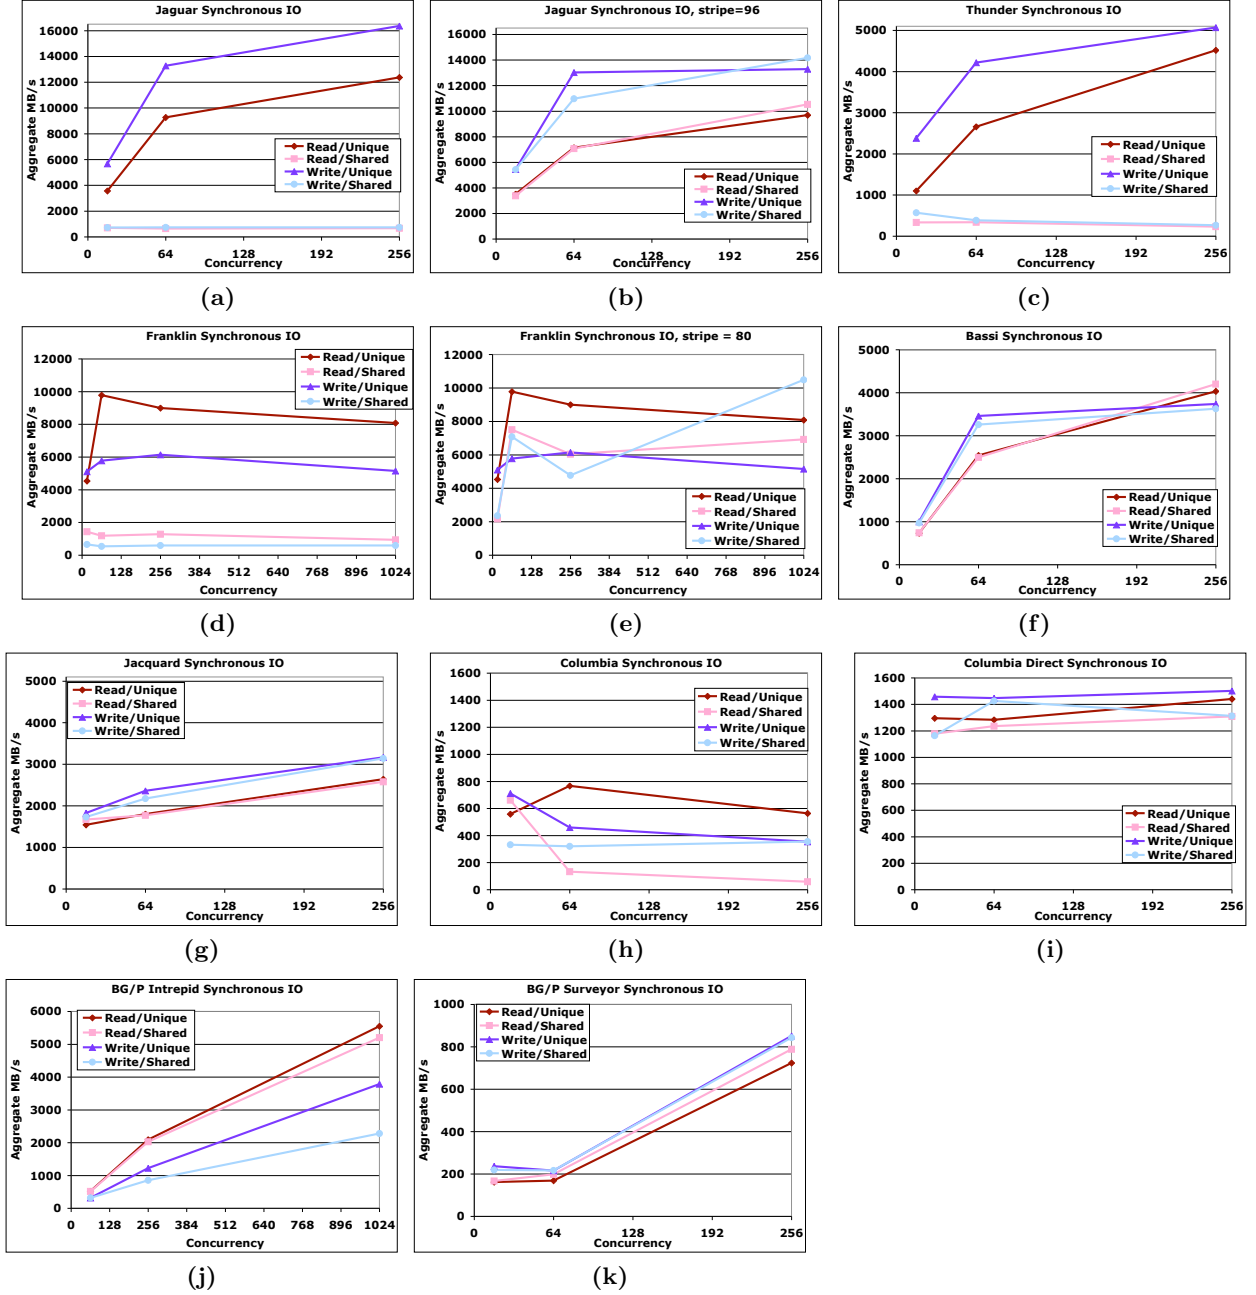 Jaguar Synchronous IO
16000
14000
12000
10000
8000
6000
4000
2000
0
Aggregate MB/s
Read/Unique
Read/Shared
Write/Unique
Write/Shared
0 64 128 192 256
Concurrency
(a)
Jaguar Synchronous IO, stripe=96
16000
14000
12000
10000
8000
6000
4000
2000
0
Aggregate MB/s
Read/Unique
Read/Shared
Write/Unique
Write/Shared
0 64 128 192 256
Concurrency
(b)
Thunder Synchronous IO
5000
4000
3000
2000
1000
0
Aggregate MB/s
Read/Unique
Read/Shared
Write/Unique
Write/Shared
0 64 128 192 256
Concurrency
(c)
Franklin Synchronous IO
12000
10000
8000
6000
4000
2000
0
Aggregate MB/s
Read/Unique
Read/Shared
Write/Unique
Write/Shared
0 128 256 384 512 640 768 896 1024
Concurrency
(d)
Franklin Synchronous IO, stripe = 80
12000
10000
8000
6000
4000
2000
0
Aggregate MB/s
Read/Unique
Read/Shared
Write/Unique
Write/Shared
0 128 256 384 512 640 768 896 1024
Concurrency
(e)
Bassi Synchronous IO
5000
4000
3000
2000
1000
0
Aggregate MB/s
Read/Unique
Read/Shared
Write/Unique
Write/Shared
0 64 128 192 256
Concurrency
(f)
Jacquard Synchronous IO
5000
4000
3000
2000
1000
0
Aggregate MB/s
Read/Unique
Read/Shared
Write/Unique
Write/Shared
0 64 128 192 256
Concurrency
(g)
Columbia Synchronous IO
1600
1400
1200
1000
800
600
400
200
0
Aggregate MB/s
Read/Unique
Read/Shared
Write/Unique
Write/Shared
0 64 128 192 256
Concurrency
(h)
Columbia Direct Synchronous IO
1600
1400
1200
1000
800
600
400
200
0
Aggregate MB/s
Read/Unique
Read/Shared
Write/Unique
Write/Shared
0 64 128 192 256
Concurrency
(i)
BG/P Intrepid Synchronous IO
6000
5000
4000
3000
2000
1000
0
Aggregate MB/s
Read/Unique
Read/Shared
Write/Unique
Write/Shared
0 128 256 384 512 640 768 896 1024
Concurrency
(j)
BG/P Surveyor Synchronous IO
1000
800
600
400
200
0
Aggregate MB/s
Read/Unique
Read/Shared
Write/Unique
Write/Shared
0 64 128 192 256
Concurrency
(k)